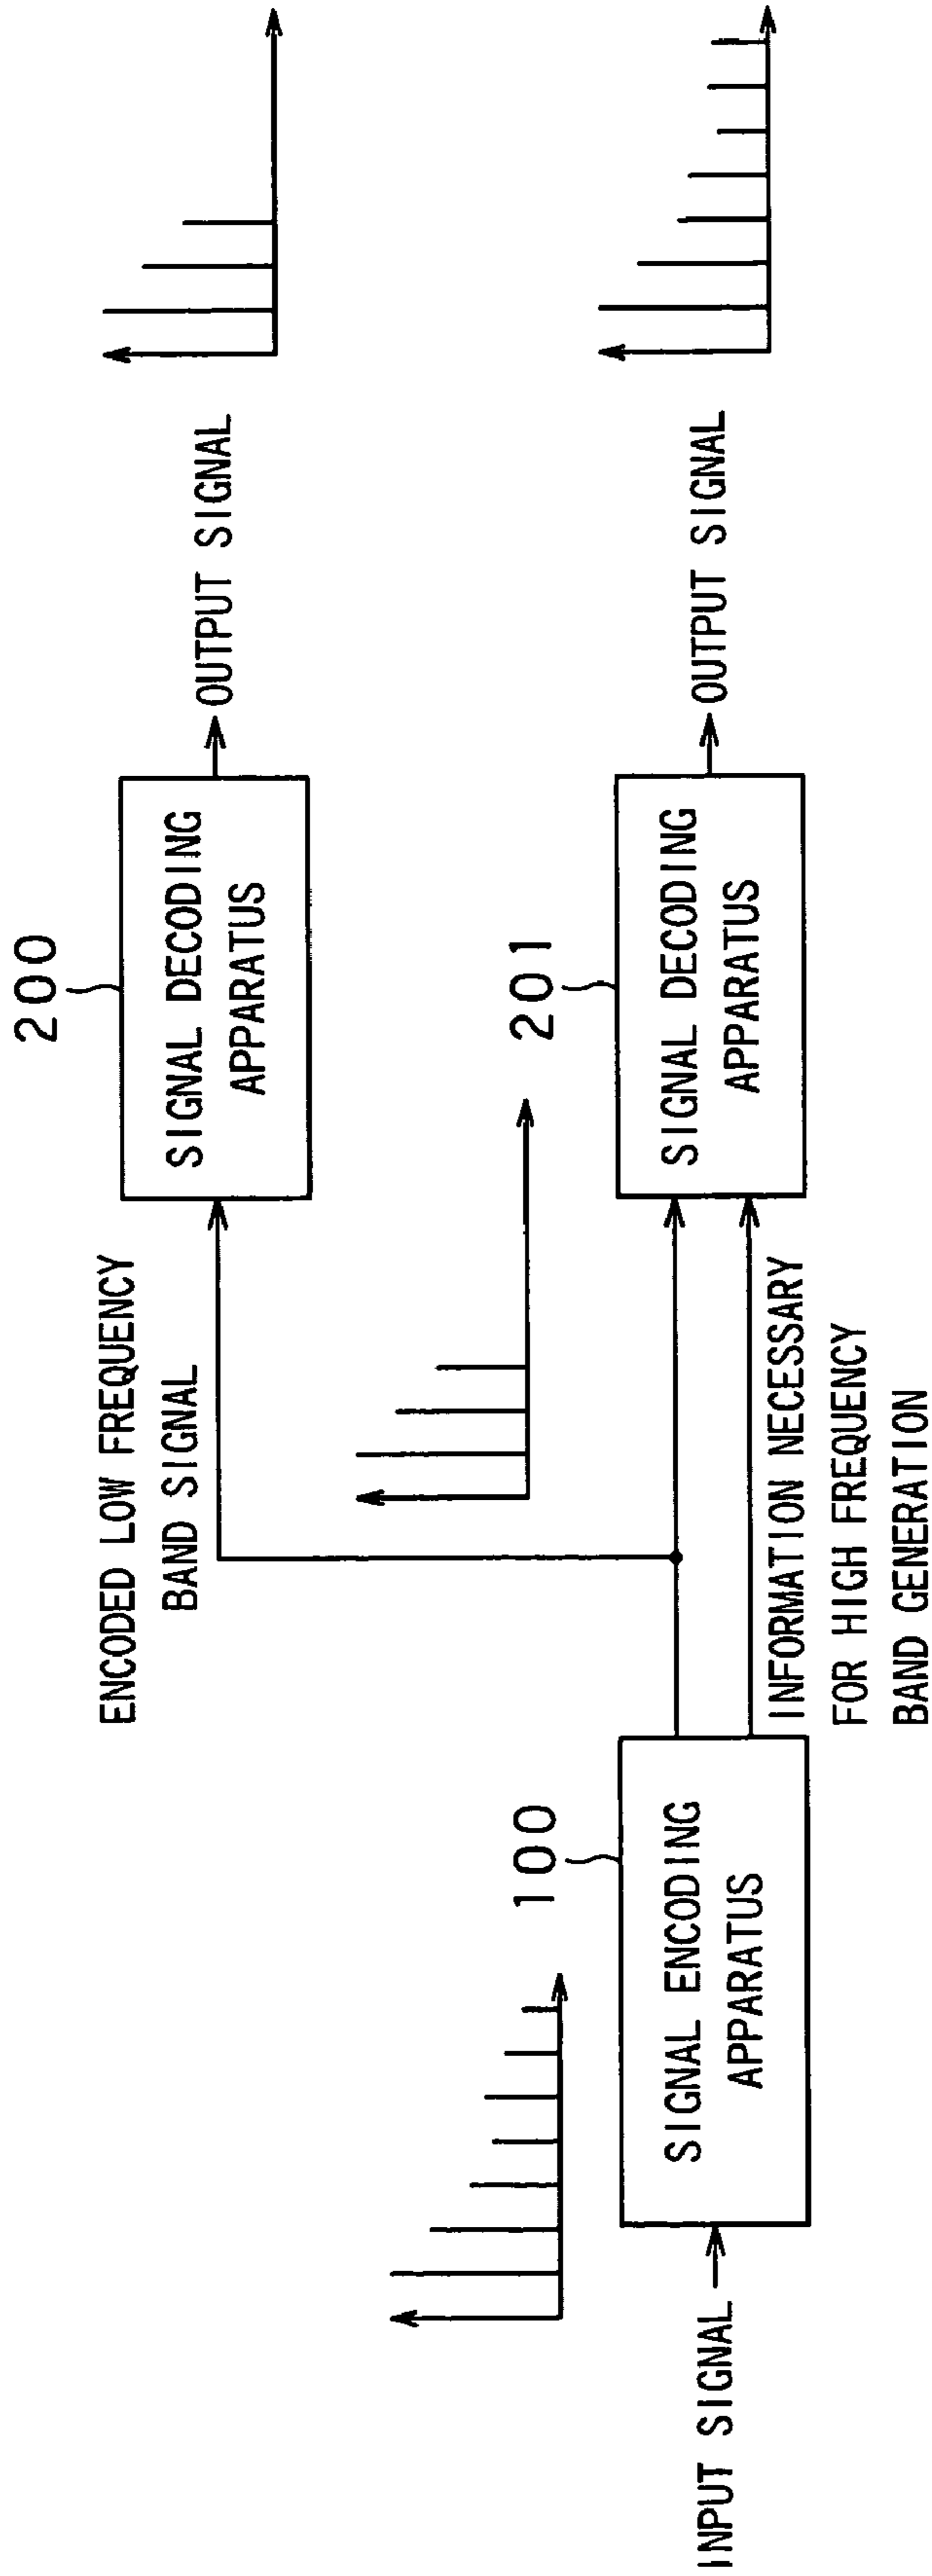 INPUT SIGNAL
100
SIGNAL ENCODING
APPARATUS
ENCODED LOW FREQUENCY
BAND SIGNAL
INFORMATION NECESSARY
FOR HIGH FREQUENCY
BAND GENERATION
200
SIGNAL DECODING
APPARATUS
OUTPUT SIGNAL
201
SIGNAL DECODING
APPARATUS
OUTPUT SIGNAL